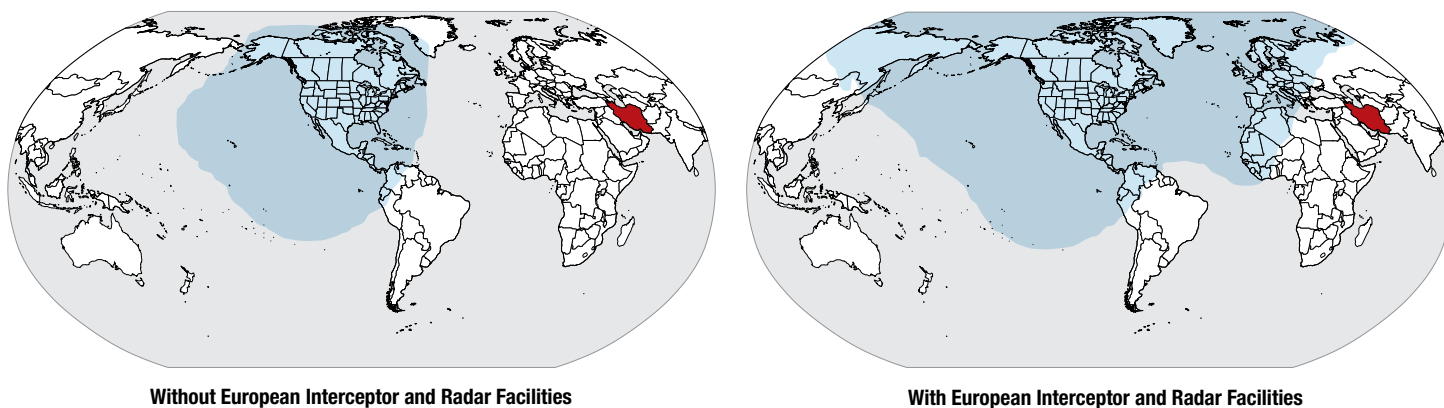 Without European Interceptor and Radar Facilities
With European Interceptor and Radar Facilities